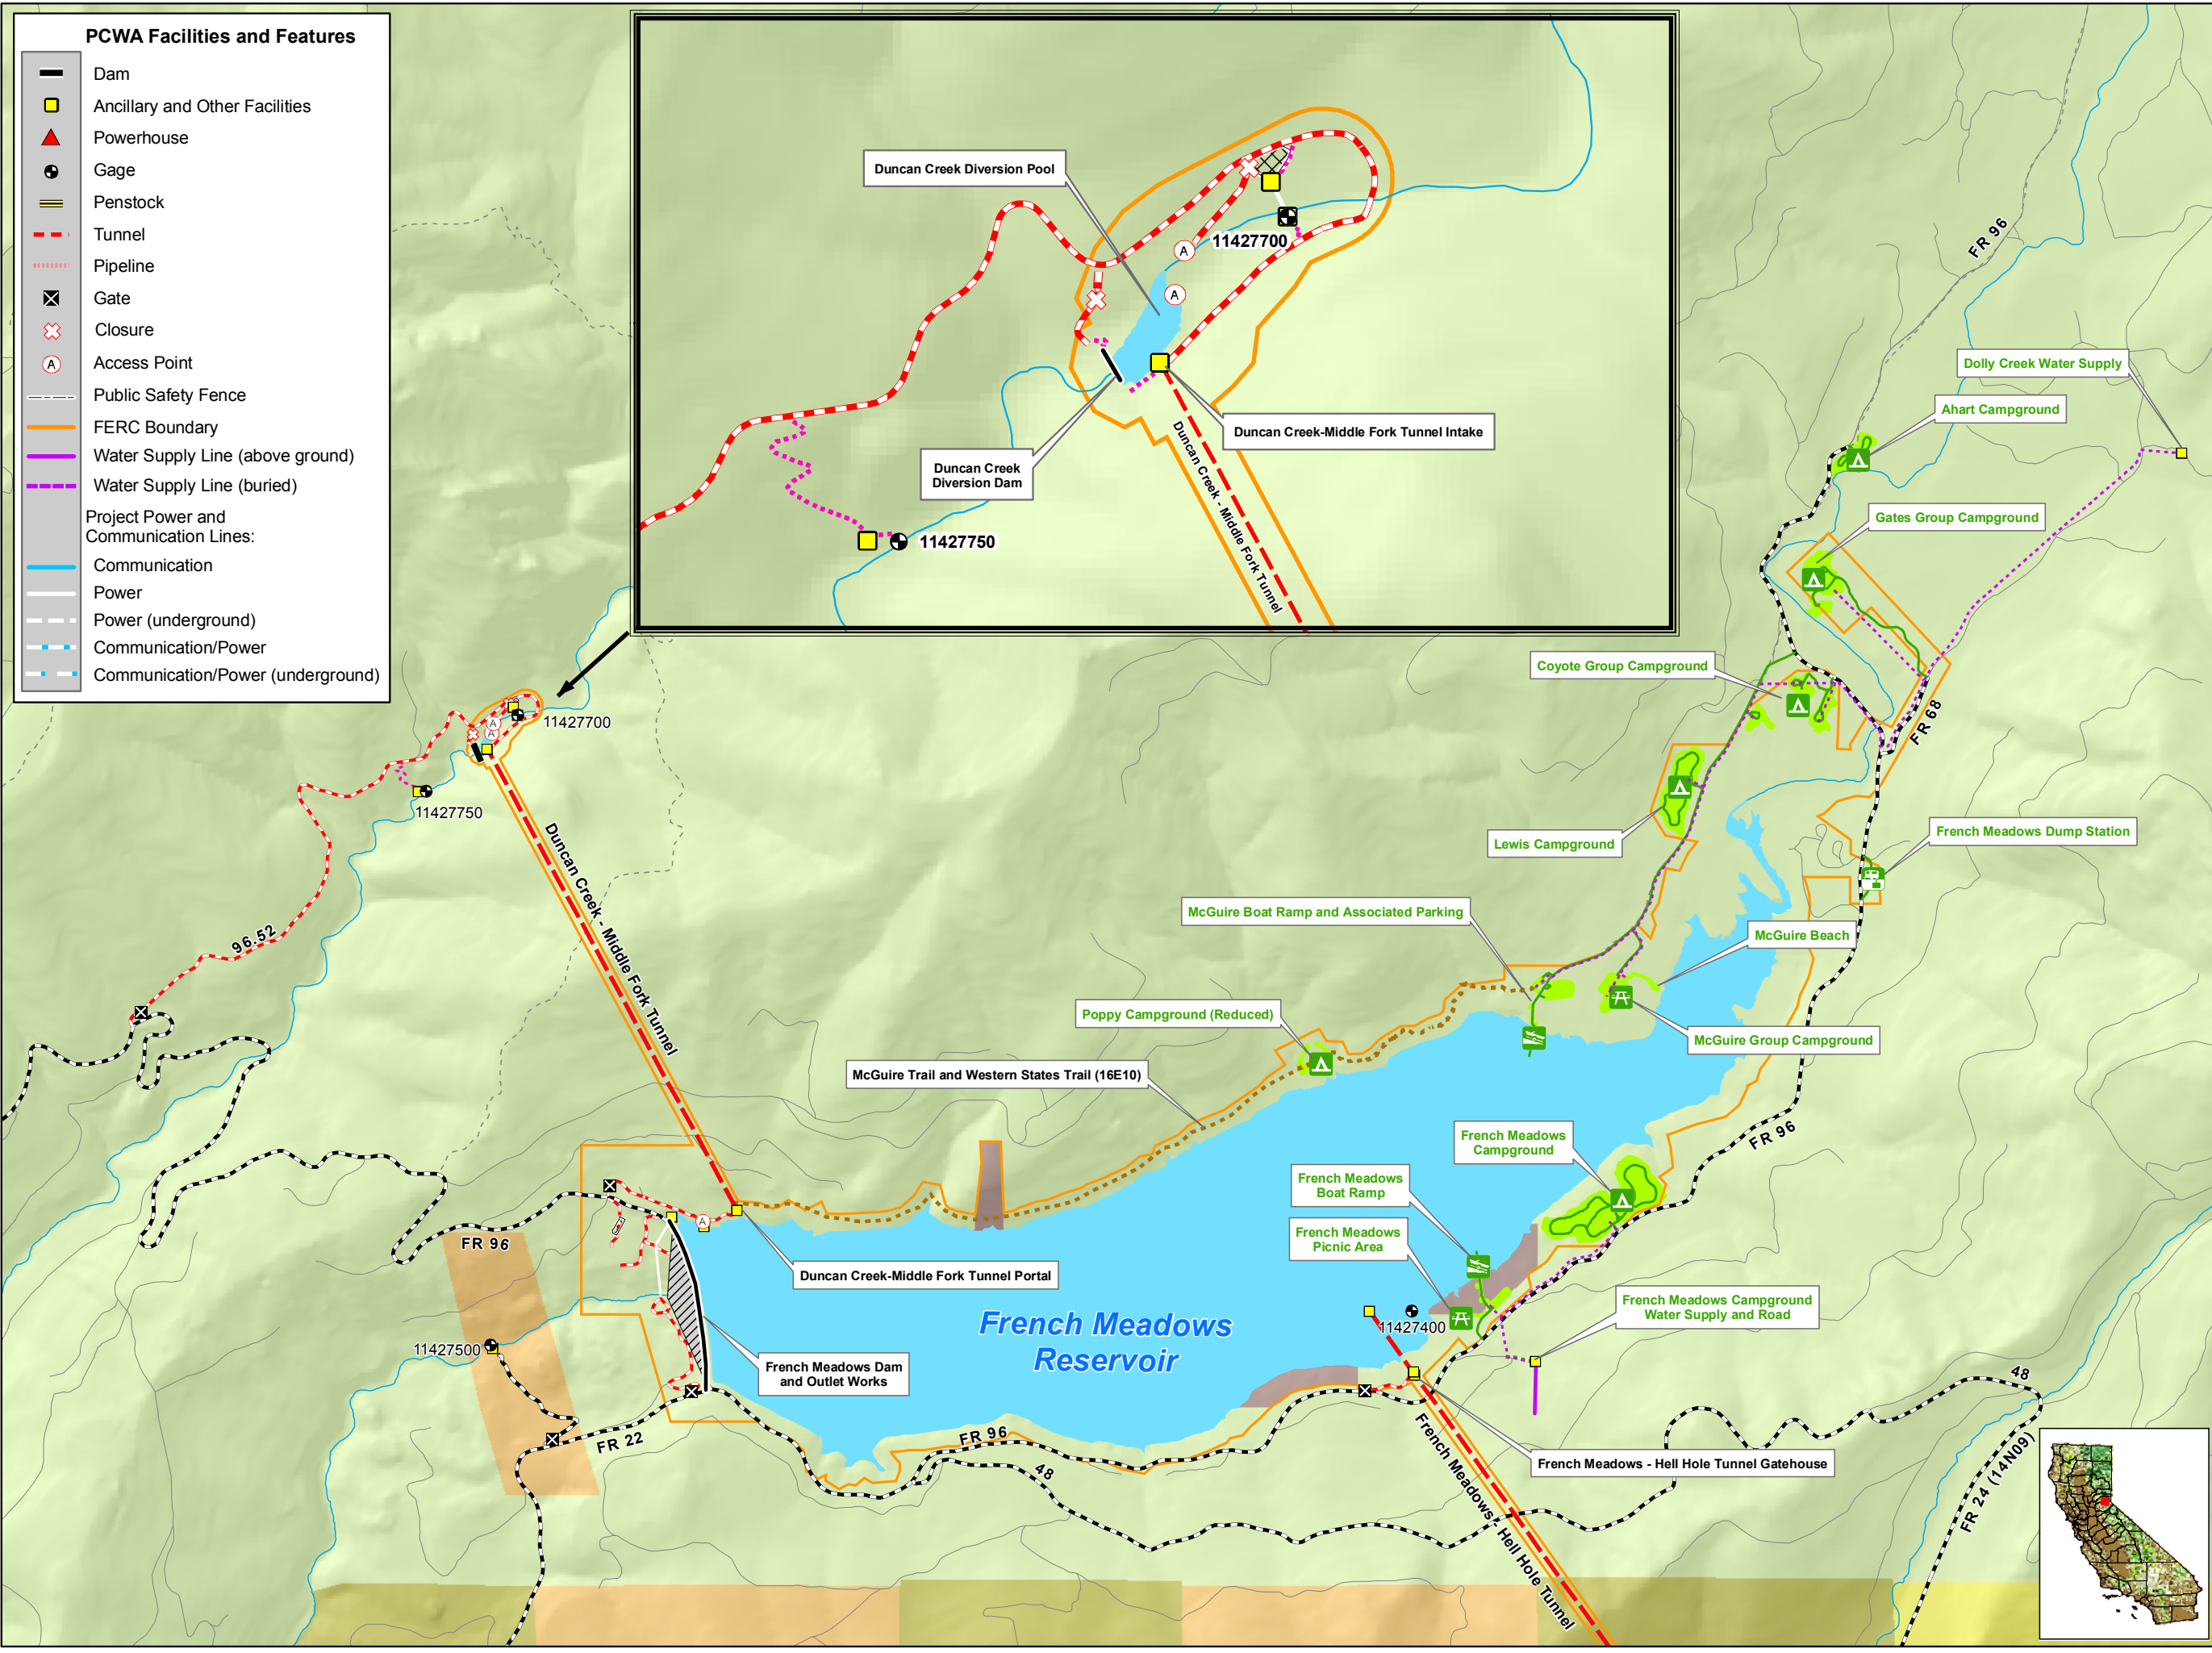 PCWA Facilities and Features
Dam
Ancillary and Other Facilities
Powerhouse
Gage
Penstock
Tunnel
Pipeline
Gate
Closure
A
Access Point
Public Safety Fence
FERC Boundary
Water Supply Line (above ground)
Water Supply Line (buried)
Project Power and
Communication Lines:
Communication
Power
Power (underground)
Communication/Power
Communication/Power (underground)
Duncan Creek Diversion Pool
11427700
A
A
Duncan Creek-Middle Fork Tunnel Intake
Duncan Creek
Diversion Dam
Duncan Creek - Middle Fork Tunnel
11427750
FR 96
Dolly Creek Water Supply
Ahart Campground
Gates Group Campground
Coyote Group Campground
FR 68
11427700
A
A
11427750
Lewis Campground
French Meadows Dump Station
Duncan Creek - Middle Fork Tunnel
McGuire Boat Ramp and Associated Parking
McGuire Beach
96.52
Poppy Campground (Reduced)
McGuire Group Campground
McGuire Trail and Western States Trail (16E10)
French Meadows
Campground
FR 96
French Meadows
Boat Ramp
A
FR 96
French Meadows
Picnic Area
Duncan Creek-Middle Fork Tunnel Portal
French Meadows
Reservoir
11427400
French Meadows Campground
Water Supply and Road
11427500
French Meadows Dam
and Outlet Works
48
FR 22
FR 96
48
French Meadows - Hell Hole Tunnel Gatehouse
French Meadows - Hell Hole Tunnel
FR 24 (14N09)